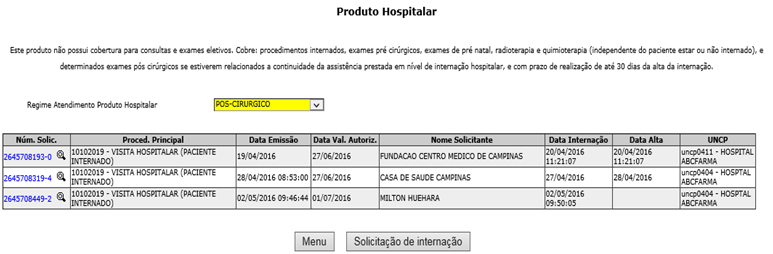 Produto Hospitalar
Este produto não possui cobertura para consultas e exames eletivos. Cobre: procedimentos internados, exames pré cirúrgicos, exames de pré natal, radioterapia e quimioterapia (independente do paciente estar ou não internado), e
determinados exames pós cirúrgicos se estiverem relacionados a continuidade da assistência prestada em nível de internação hospitalar, e com prazo de realização de até 30 dias da alta da internação.
Regime Atendimento Produto Hospitalar POS-CIRURGICO
Núm. Solic. Proced. Principal Data Emissão Data Val. Autoriz. Nome Solicitante Data Internação Data Alta UNCP
2645708193-0 10102019 - VISITA HOSPITALAR (PACIENTE INTERNADO) 19/04/2016 27/06/2016 FUNDACAO CENTRO MEDICO DE CAMPINAS 20/04/2016 11:21:07 20/04/2016 11:21:07 uncp0411 - HOSPITAL ABCFARMA
2645708319-4 10102019 - VISITA HOSPITALAR (PACIENTE INTERNADO) 28/04/2016 08:53:00 27/06/2016 CASA DE SAUDE CAMPINAS 27/04/2016 28/04/2016 uncp0404 - HOSPTAL ABCFARMA
2645708449-2 10102019 - VISITA HOSPITALAR (PACIENTE INTERNADO) 02/05/2016 09:46:44 01/07/2016 MILTON HUEHARA 02/05/2016 09:50:05 uncp0404 - HOSPITAL ABCFARMA
Menu Solicitação de internação